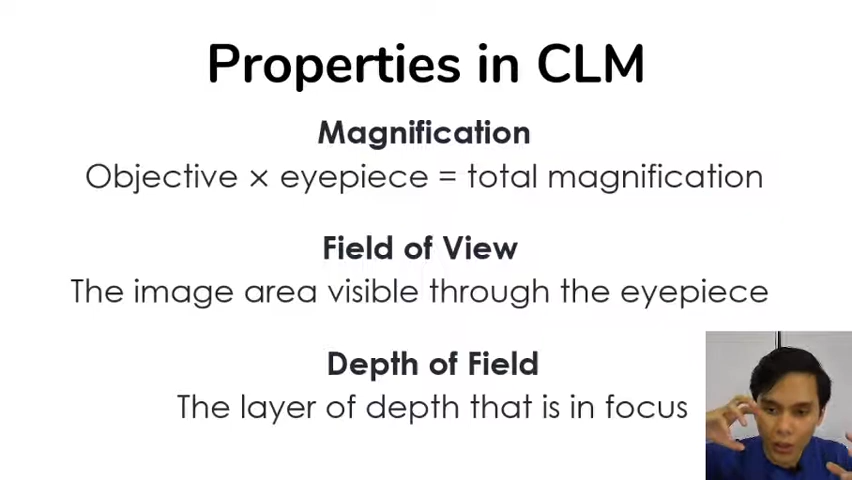 Properties in CLM
Magnification
Objective × eyepiece = total magnification
Field of View
The image area visible through the eyepiece
Depth of Field
The layer of depth that is in focus